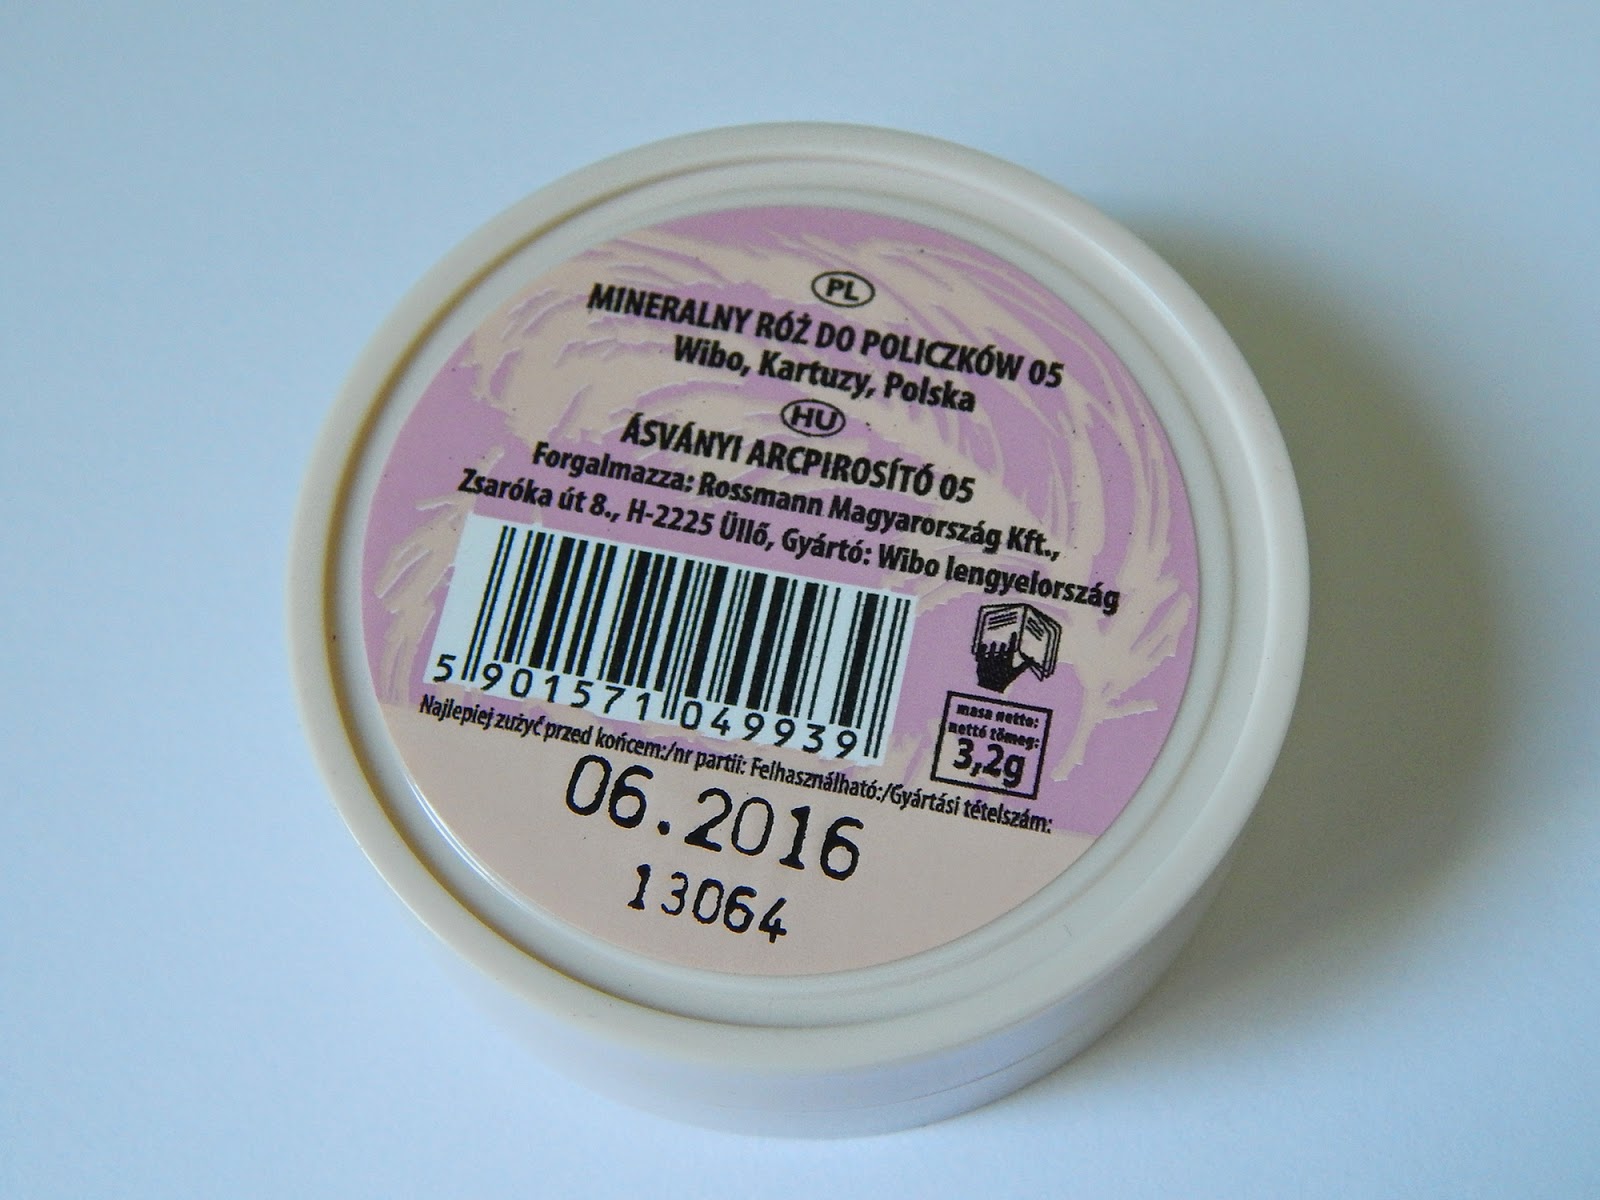 PL
MINERALNY RÓŻ DO POLICZKÓW 05
Wibo, Kartuzy, Polska
HU
ÁSVÁNYI ARCPIROSÍTÓ 05
Forgalmazza: Rossmann Magyarország Kft.,
Zsaróka út 8., H-2225 Üllő, Gyártó: Wibo lengyelország
5 901571 049939
masa netto:
nettó tömeg:
3,2g
Najlepiej zużyć przed końcem:/nr partii: Felhasználható:/Gyártási tételszám:
06.2016
13064